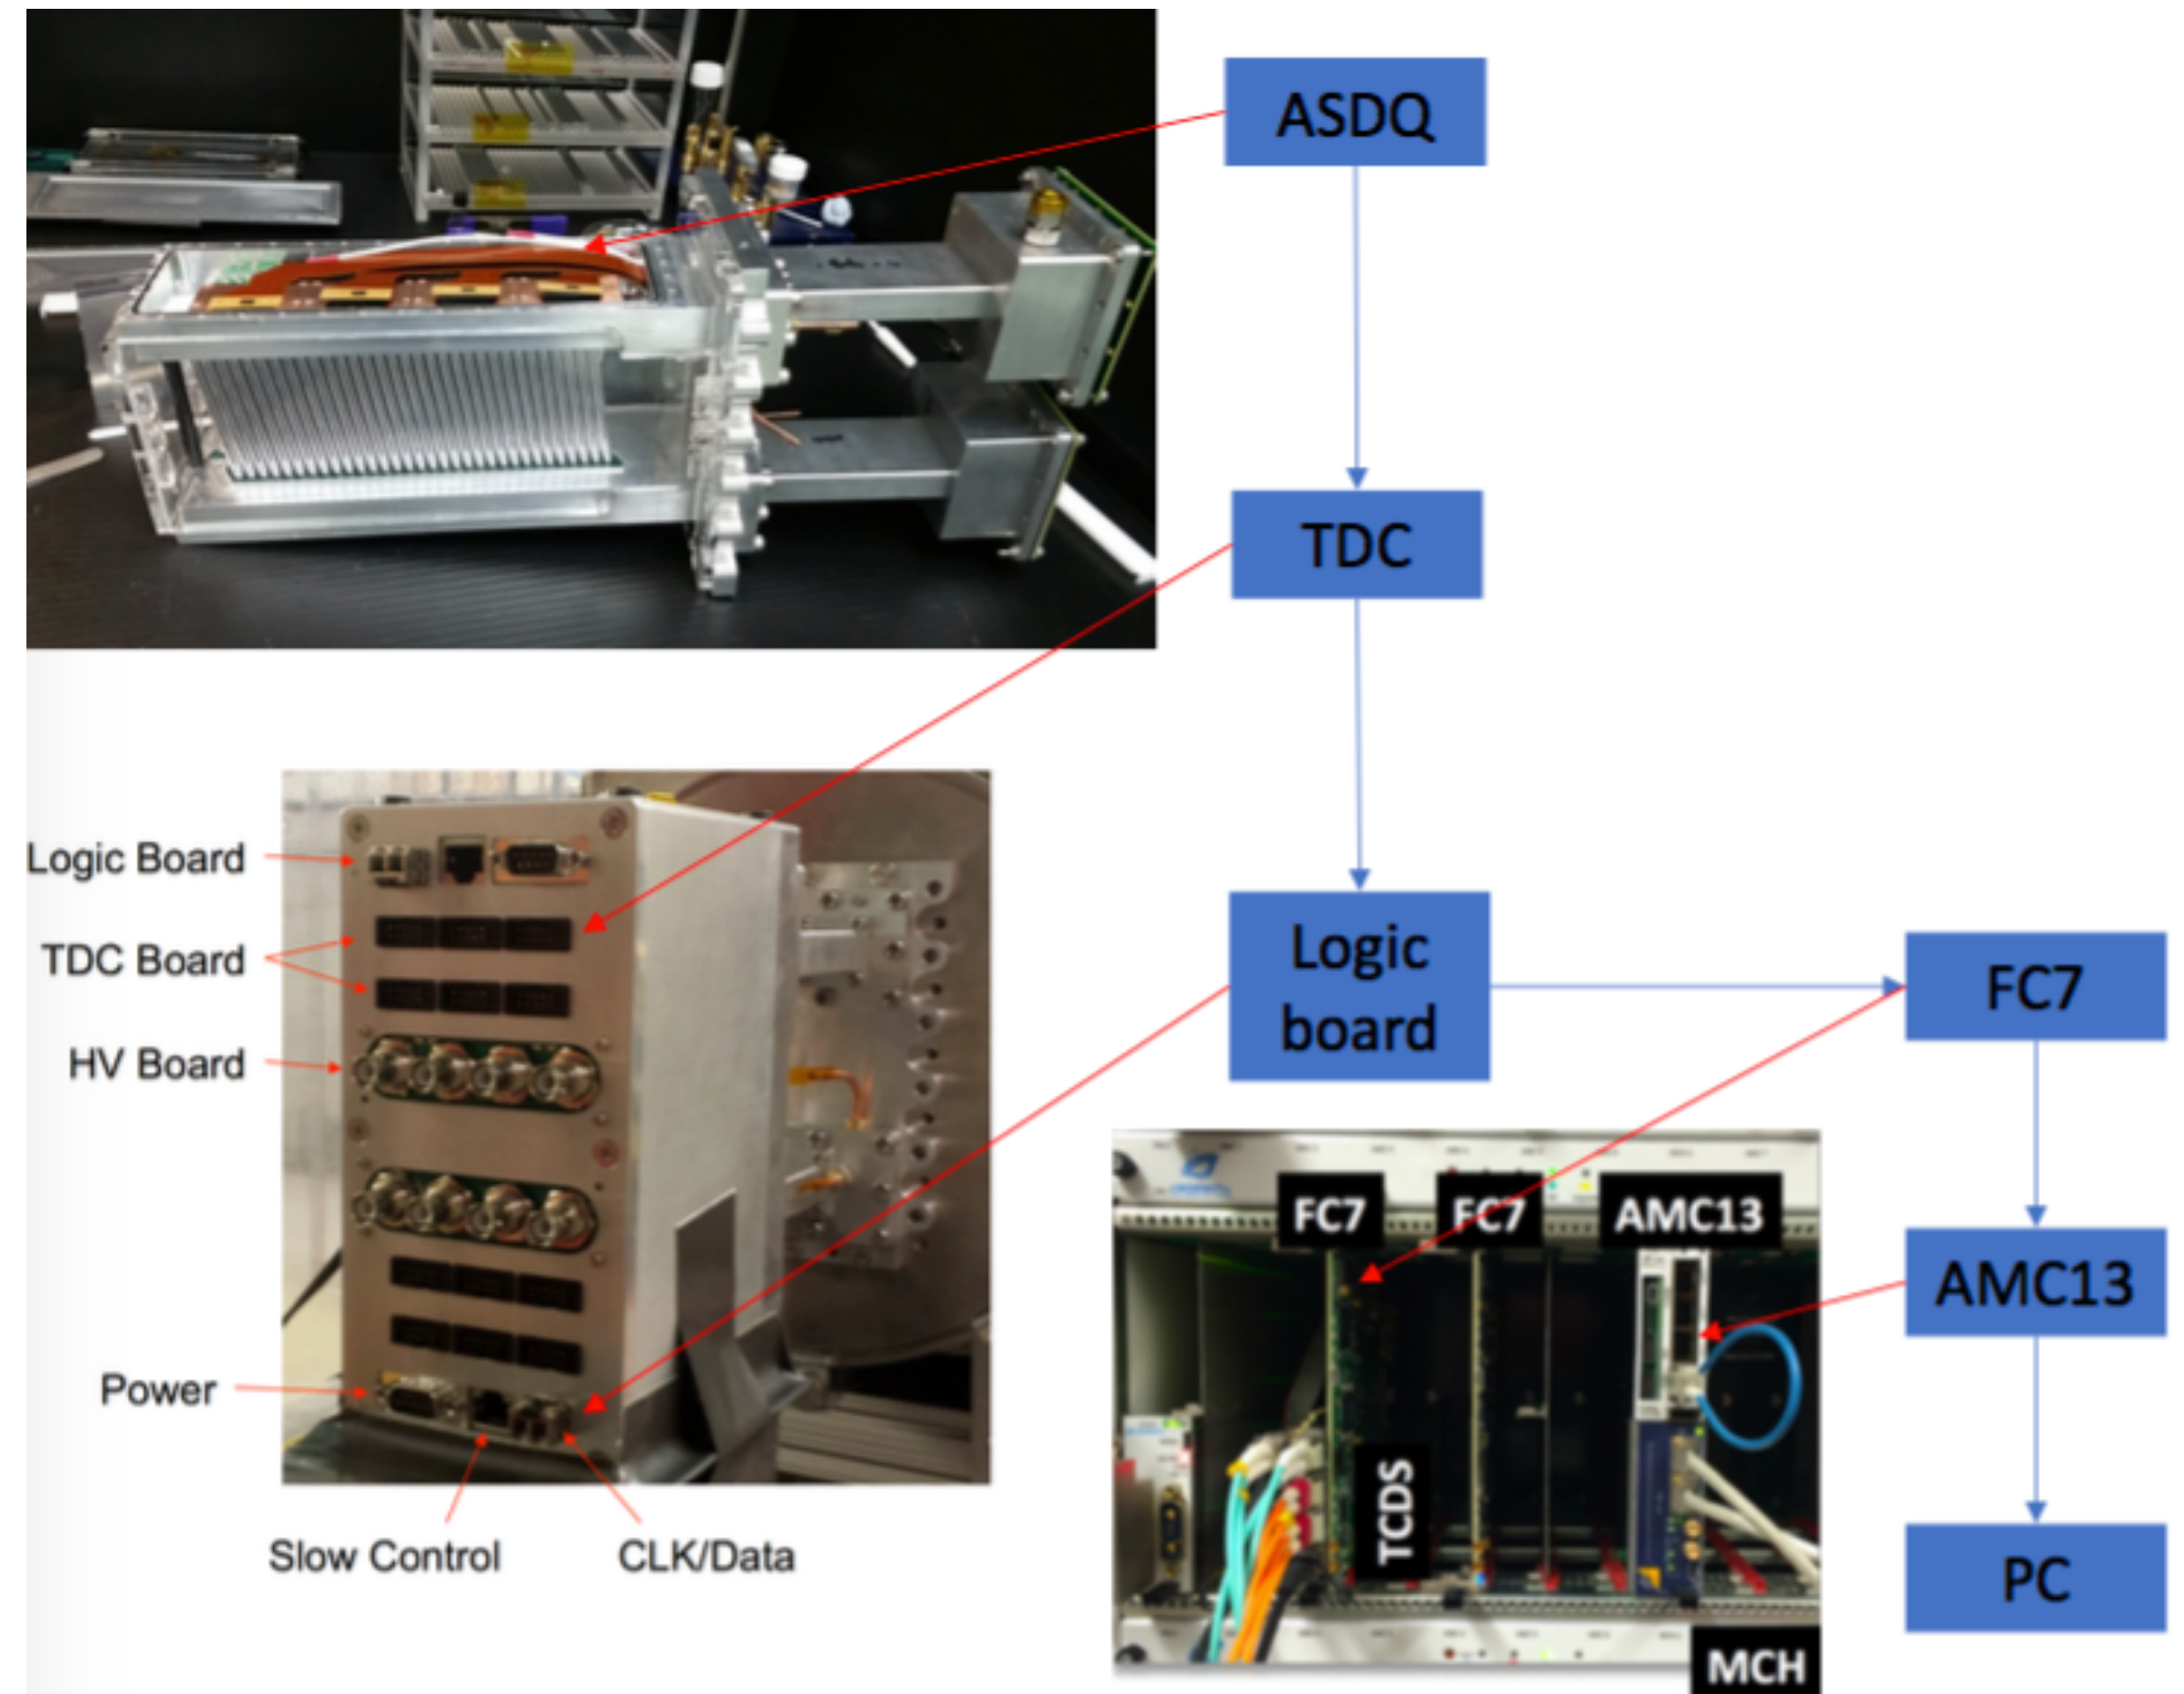 ASDQ
TDC
Logic
board
FC7
AMC13
PC
Logic Board
TDC Board
HV Board
Power
Slow Control
CLK/Data
FC7
FC7
AMC13
TCDS
MCH